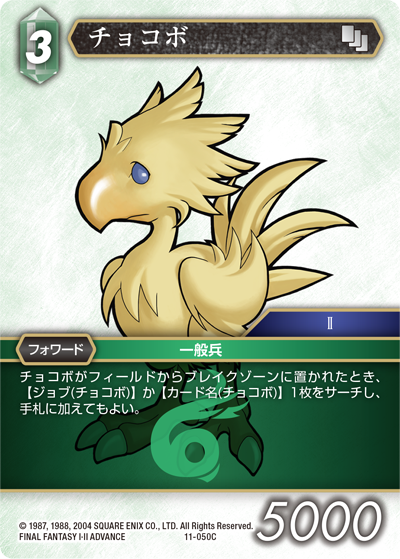 3
チョコボ
Ⅱ
フォワード
一般兵
チョコボがフィールドからブレイクゾーンに置かれたとき、
【ジョブ(チョコボ)】か【カード名(チョコボ)】1枚をサーチし、
手札に加えてもよい。
© 1987, 1988, 2004 SQUARE ENIX CO., LTD. All Rights Reserved.
FINAL FANTASY I·II ADVANCE
11-050C
5000